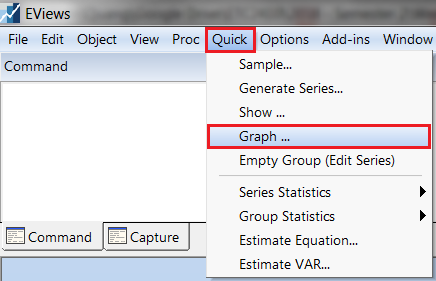 EViews
File Edit Object View Proc Quick Options Add-ins Window
Command
Sample...
Generate Series...
Show ...
Graph ...
Empty Group (Edit Series)
Series Statistics
Group Statistics
Estimate Equation...
Estimate VAR...
Command Capture